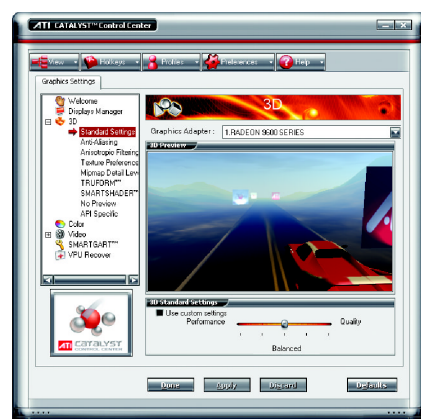 ATI CATALYST™ Control Center
View Hotkeys Profiles Preferences Help
Graphics Settings
Welcome
Displays Manager
3D
Standard Settings
Anti-Aliasing
Anisotropic Filtering
Texture Preference
Mipmap Detail Lev
TRUFORM™
SMARTSHADER™
No Preview
API Specific
Color
Video
SMARTGART™
VPU Recover
3D
Graphics Adapter: 1.RADEON 9600 SERIES
3D Preview
3D Standard Settings
Use custom settings
Performance Quality
Balanced
ATI CATALYST
CONTROL CENTER
Done Apply Discard Defaults